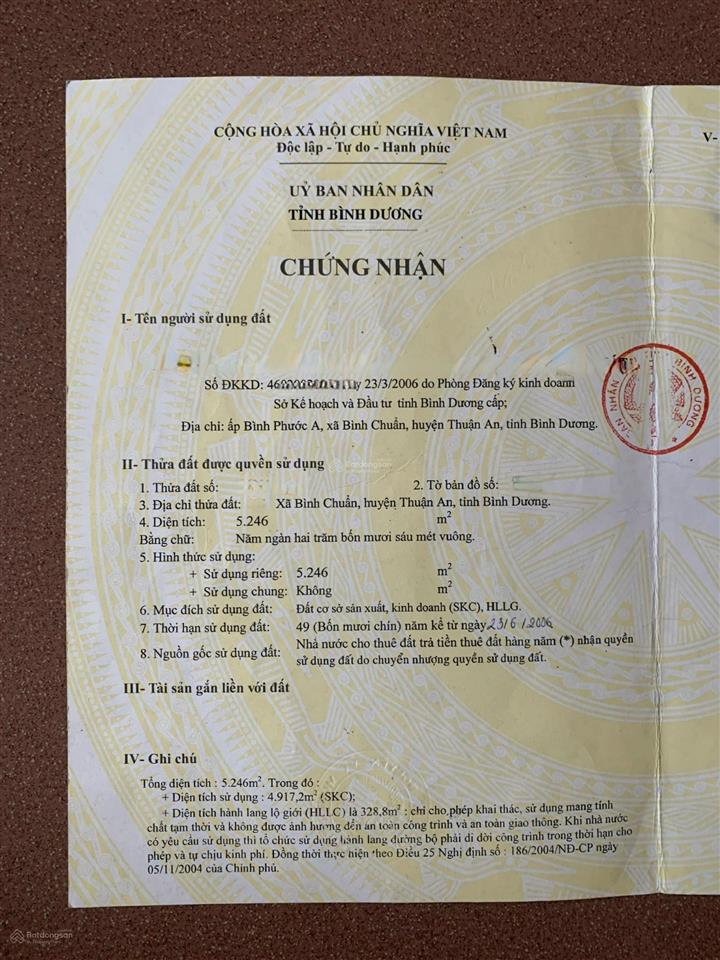 CỘNG HÒA XÃ HỘI CHỦ NGHĨA VIỆT NAM
Độc lập - Tự do - Hạnh phúc
V-
UỶ BAN NHÂN DÂN
TỈNH BÌNH DƯƠNG
CHỨNG NHẬN
I- Tên người sử dụng đất
Số ĐKKD: 46 23/3/2006 do Phòng Đăng ký kinh doanh
Sở Kế hoạch và Đầu tư tỉnh Bình Dương cấp;
Địa chỉ: ấp Bình Phước A, xã Bình Chuẩn, huyện Thuận An, tỉnh Bình Dương.
NHÂN BÌNH DƯƠNG
II- Thửa đất được quyền sử dụng
Batdongsan
1. Thửa đất số: 2. Tờ bản đồ số:
3. Địa chỉ thửa đất: Xã Bình Chuẩn, huyện Thuận An, tỉnh Bình Dương.
4. Diện tích: 5.246 m2
Bằng chữ: Năm ngàn hai trăm bốn mươi sáu mét vuông.
5. Hình thức sử dụng:
+ Sử dụng riêng: 5.246 m2
+ Sử dụng chung: Không m2
6. Mục đích sử dụng đất: Đất cơ sở sản xuất, kinh doanh (SKC), HLLG.
7. Thời hạn sử dụng đất: 49 (Bốn mươi chín) năm kể từ ngày 23/6/2006
8. Nguồn gốc sử dụng đất: Nhà nước cho thuê đất trả tiền thuê đất hàng năm (*) nhận quyền
sử dụng đất do chuyển nhượng quyền sử dụng đất.
III- Tài sản gắn liền với đất
IV- Ghi chú
Tổng diện tích : 5.246m2. Trong đó :
+ Diện tích sử dụng : 4.917,2m2 (SKC);
+ Diện tích hành lang lộ giới (HLLC) là 328,8m2 : chỉ cho phép khai thác, sử dụng mang tính
chất tạm thời và không được ảnh hưởng đến an toàn công trình và an toàn giao thông. Khi nhà nước
có yêu cầu sử dụng thì tổ chức sử dụng hành lang đường bộ phải di dời công trình trong thời hạn cho
phép và tự chịu kinh phí. Đồng thời thực hiện theo Điều 25 Nghị định số : 186/2004/NĐ-CP ngày
05/11/2004 của Chính phủ.
Batdongsan